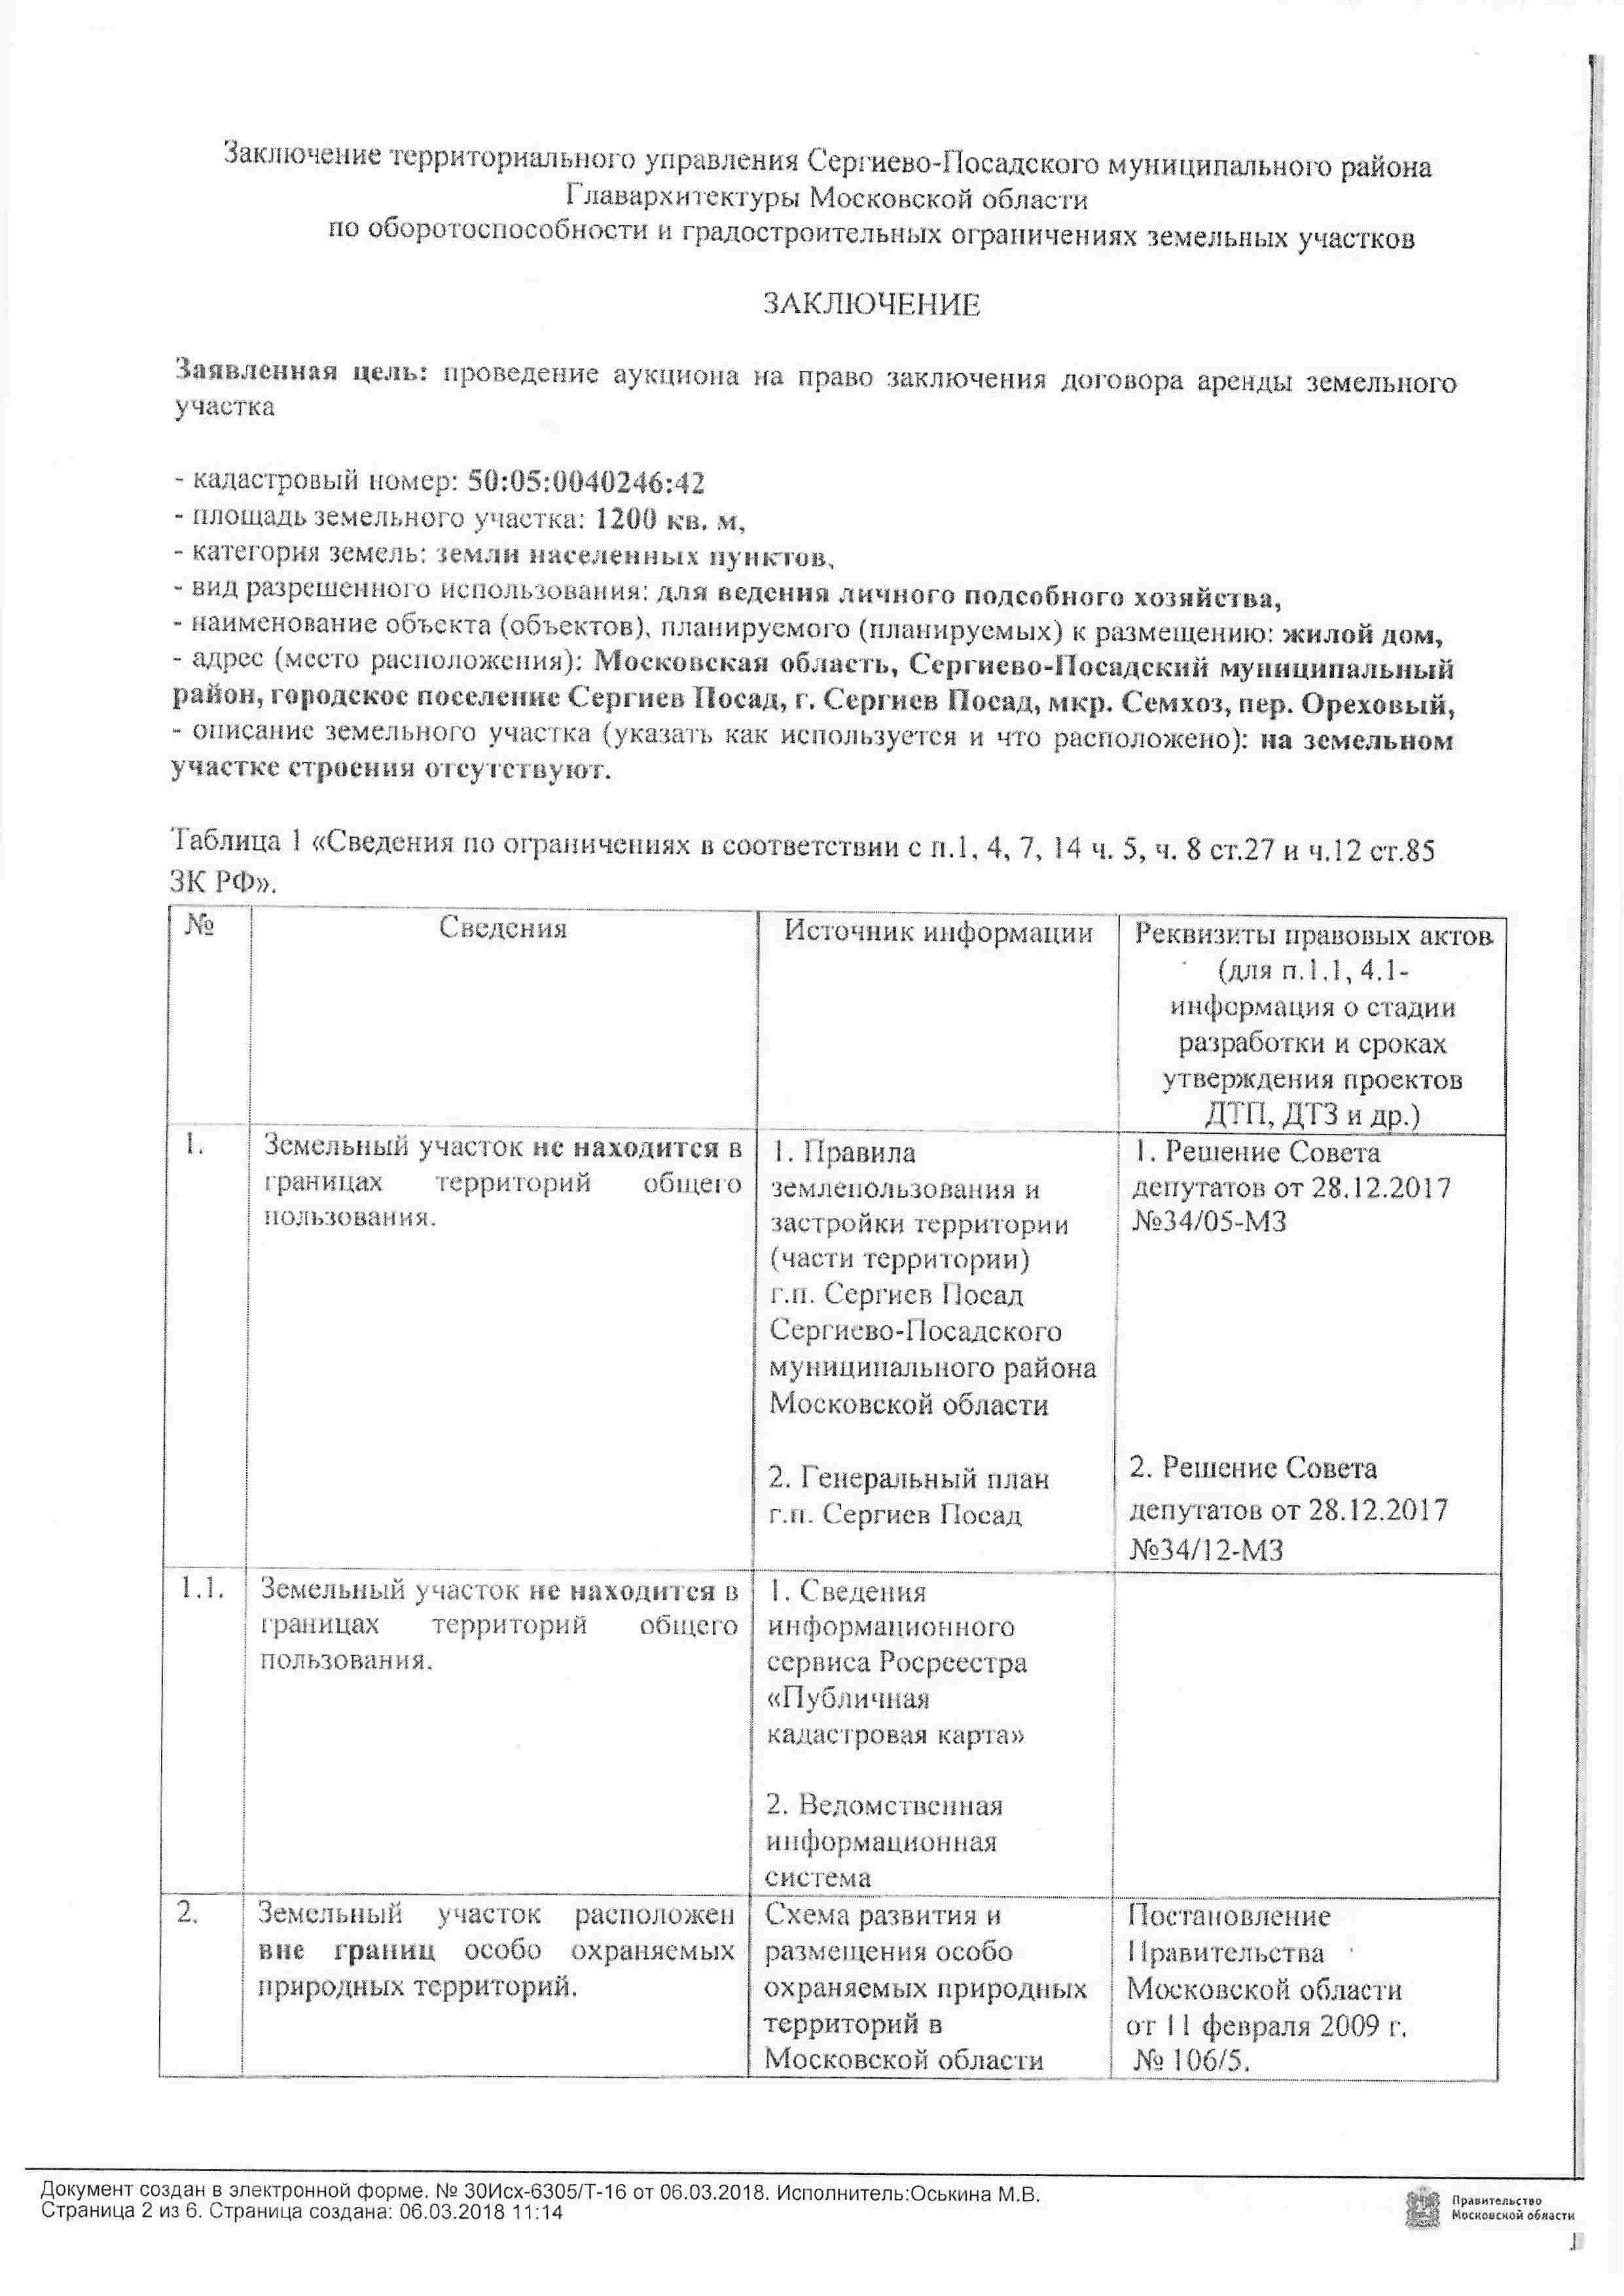 Заключение территориального управления Сергиево-Посадского муниципального района
Главархитектуры Московской области
по оборотоспособности и градостроительных ограничениях земельных участков
ЗАКЛЮЧЕНИЕ
Заявленная цель: проведение аукциона на право заключения договора аренды земельного
участка
- кадастровый номер: 50:05:0040246:42
- площадь земельного участка: 1200 кв. м,
- категория земель: земли населенных пунктов,
- вид разрешенного использования: для ведения личного подсобного хозяйства,
- наименование объекта (объектов), планируемого (планируемых) к размещению: жилой дом,
- адрес (место расположения): Московская область, Сергиево-Посадский муниципальный
район, городское поселение Сергиев Посад, г. Сергиев Посад, мкр. Семхоз, пер. Ореховый,
- описание земельного участка (указать как используется и что расположено): на земельном
участке строения отсутствуют.
Таблица 1 «Сведения по ограничениях в соответствии с п.1, 4, 7, 14 ч. 5, ч. 8 ст.27 и ч.12 ст.85
ЗК РФ».
№
Сведения
Источник информации
Реквизиты правовых актов
(для п.1.1, 4.1-
информация о стадии
разработки и сроках
утверждения проектов
ДТП, ДТЗ и др.)
1.
Земельный участок не находится в
границах территорий общего
пользования.
1. Правила
землепользования и
застройки территории
(части территории)
г.п. Сергиев Посад
Сергиево-Посадского
муниципального района
Московской области
2. Генеральный план
г.п. Сергиев Посад
1. Решение Совета
депутатов от 28.12.2017
№34/05-МЗ
2. Решение Совета
депутатов от 28.12.2017
№34/12-МЗ
1.1.
Земельный участок не находится в
границах территорий общего
пользования.
1. Сведения
информационного
сервиса Росреестра
«Публичная
кадастровая карта»
2. Ведомственная
информационная
система
2.
Земельный участок расположен
вне границ особо охраняемых
природных территорий.
Схема развития и
размещения особо
охраняемых природных
территорий в
Московской области
Постановление
Правительства
Московской области
от 11 февраля 2009 г.
№ 106/5.
Документ создан в электронной форме. № 30Исх-6305/Т-16 от 06.03.2018. Исполнитель:Оськина М.В.
Страница 2 из 6. Страница создана: 06.03.2018 11:14
Правительство
Московской области